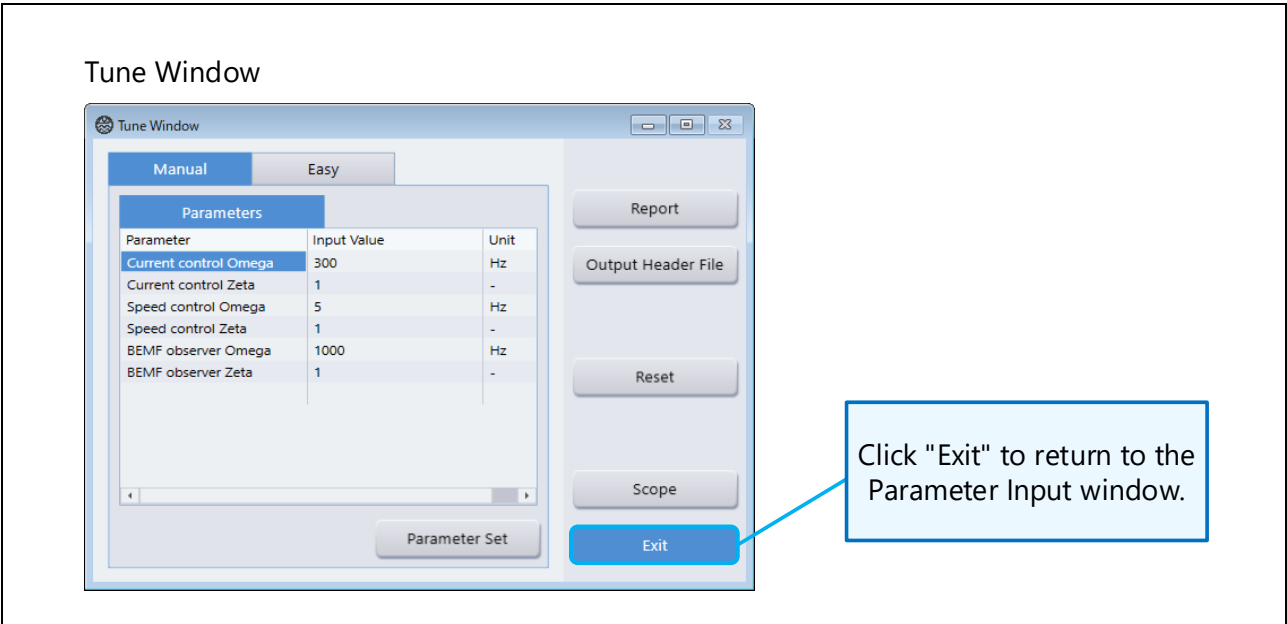 Tune Window
Tune Window
Manual Easy
Parameters
Parameter Input Value Unit
Current control Omega 300 Hz
Current control Zeta 1 -
Speed control Omega 5 Hz
Speed control Zeta 1 -
BEMF observer Omega 1000 Hz
BEMF observer Zeta 1 -
Parameter Set
Report
Output Header File
Reset
Scope
Exit
Click "Exit" to return to the
Parameter Input window.